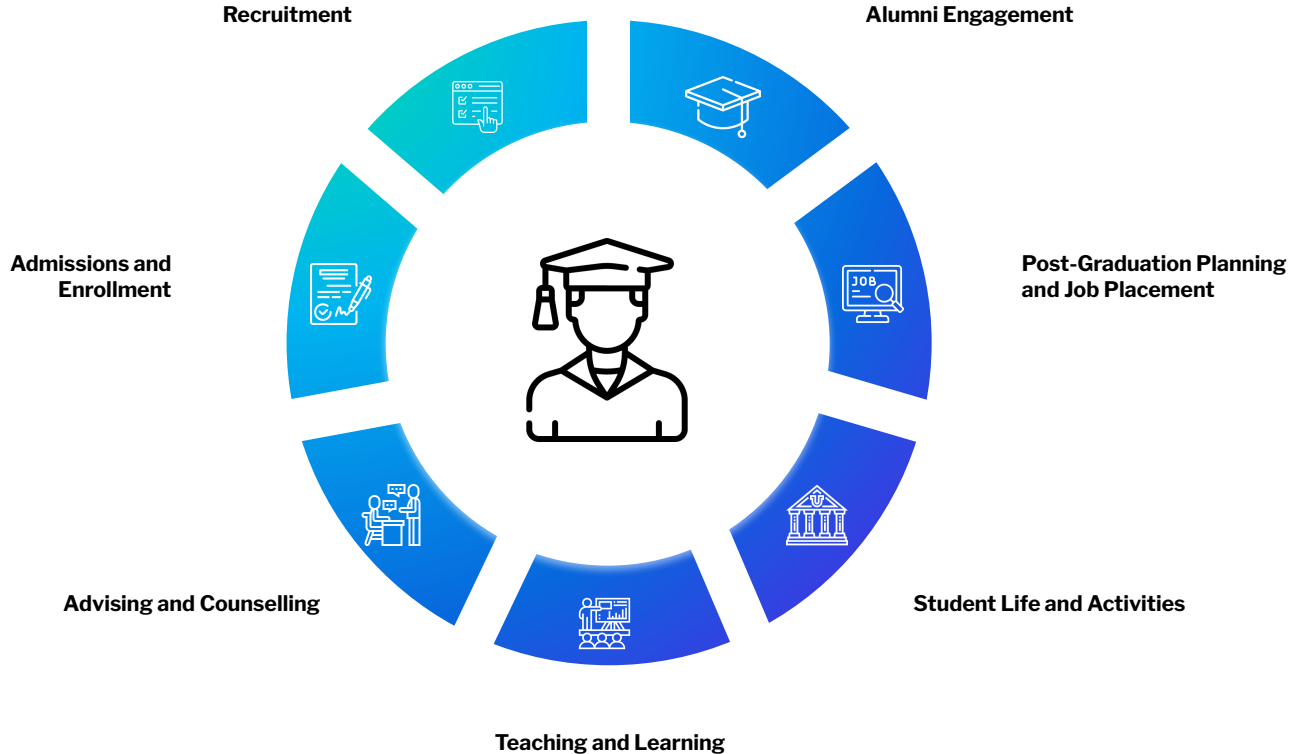 Recruitment
Alumni Engagement
Admissions and
Enrollment
Post-Graduation Planning
and Job Placement
JOB
Advising and Counselling
Student Life and Activities
Teaching and Learning